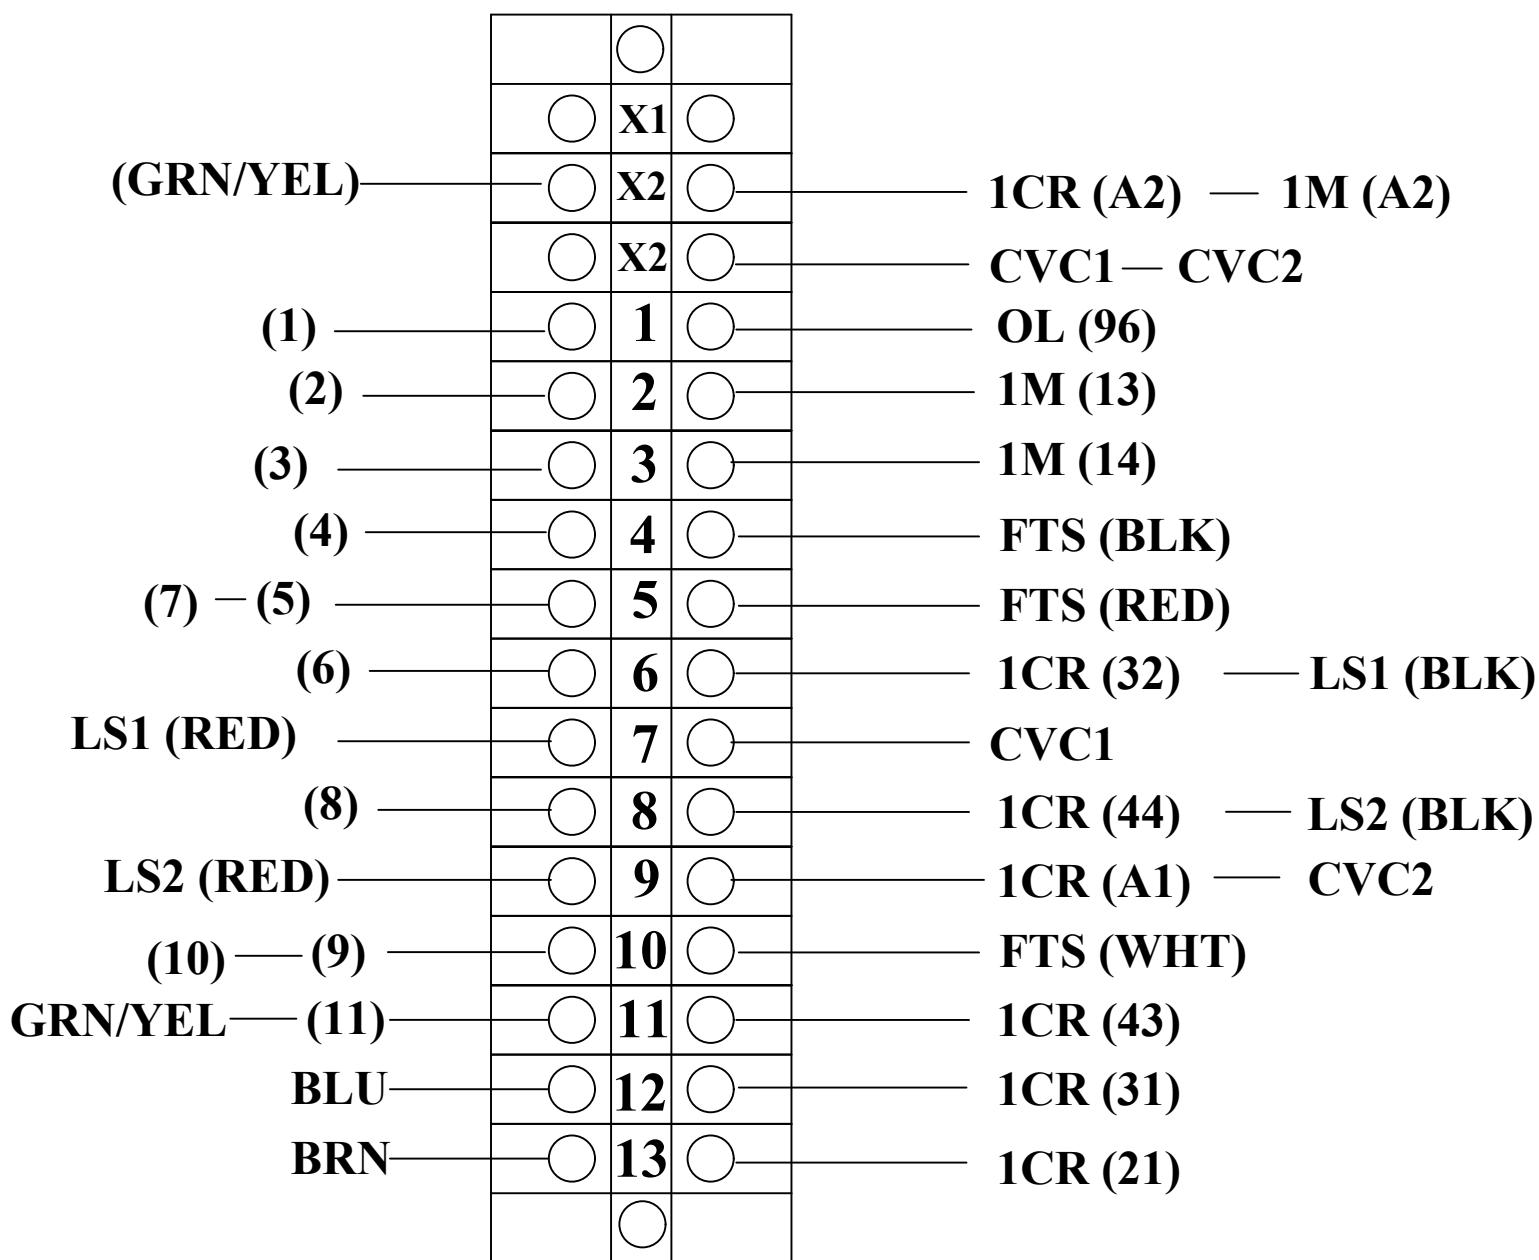 X1
(GRN/YEL) X2 1CR (A2) — 1M (A2)
X2 CVC1 — CVC2
(1) 1 OL (96)
(2) 2 1M (13)
(3) 3 1M (14)
(4) 4 FTS (BLK)
(7) — (5) 5 FTS (RED)
(6) 6 1CR (32) — LS1 (BLK)
LS1 (RED) 7 CVC1
(8) 8 1CR (44) — LS2 (BLK)
LS2 (RED) 9 1CR (A1) — CVC2
(10) — (9) 10 FTS (WHT)
GRN/YEL — (11) 11 1CR (43)
BLU 12 1CR (31)
BRN 13 1CR (21)